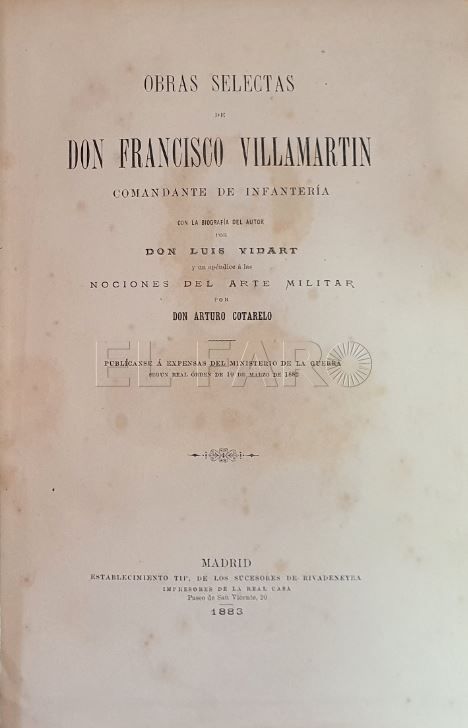 OBRAS SELECTAS
DE
DON FRANCISCO VILLAMARTIN
COMANDANTE DE INFANTERÍA
CON LA BIOGRAFÍA DEL AUTOR
POR
DON LUIS VIDART
y un apéndice á las
NOCIONES DEL ARTE MILITAR
POR
DON ARTURO COTARELO
PUBLÍCANSE Á EXPENSAS DEL MINISTERIO DE LA GUERRA
SEGUN REAL ÓRDEN DE 10 DE MARZO DE 1882
EL FARO
MADRID
ESTABLECIMIENTO TIP. DE LOS SUCESORES DE RIVADENEYRA
IMPRESORES DE LA REAL CASA
Paseo de San Vicente, 20
1883